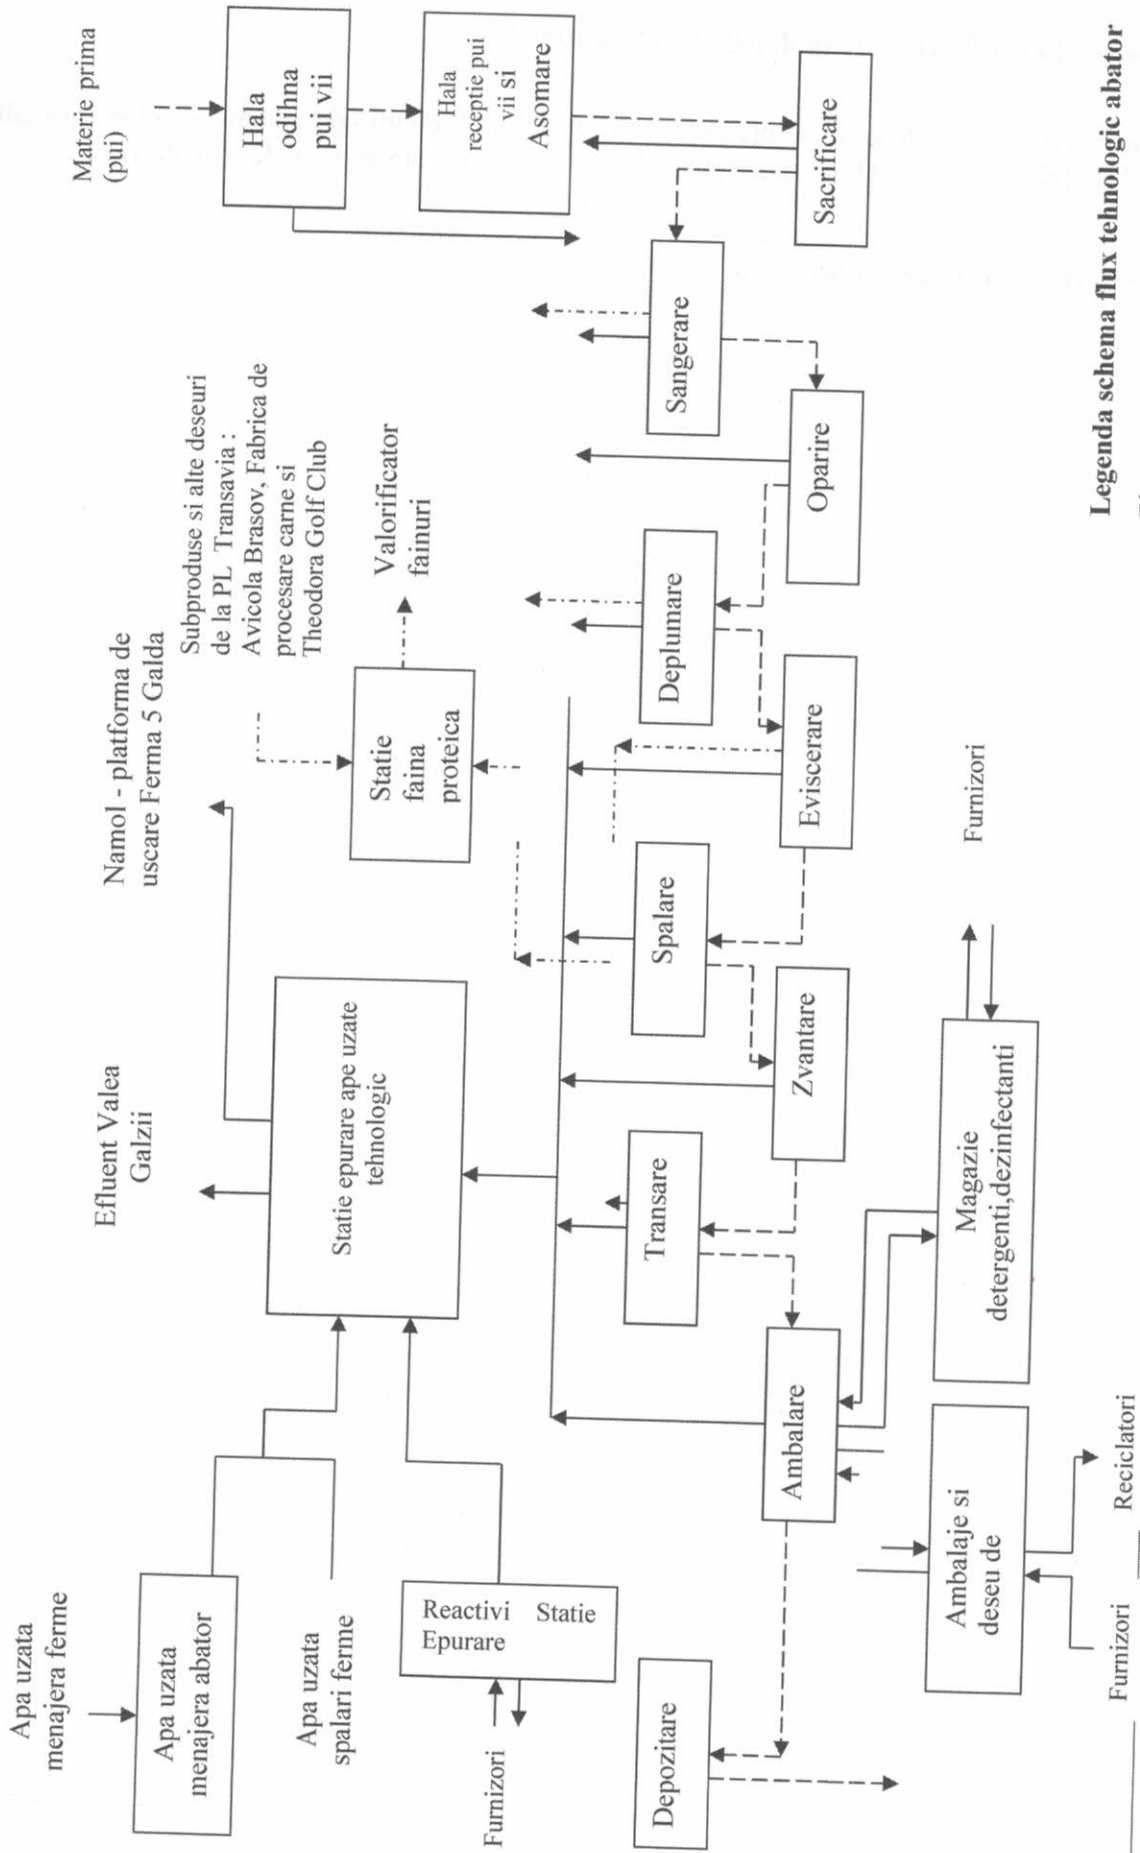 Apa uzata
menajera ferme
Apa uzata
menajera abator
Apa uzata
spalari ferme
Furnizori
Reactivi Statie
Epurare
Efluent Valea
Galzii
Namol - platforma de
uscare Ferma 5 Galda
Statie epurare ape uzate
tehnologic
Subproduse si alte deseuri
de la PL Transavia :
Avicola Brasov, Fabrica de
procesare carne si
Theodora Golf Club
Statie
faina
proteica
Valorificator
fainuri
Materie prima
(pui)
Hala
odihna
pui vii
Hala
receptie pui
vii si
Asomare
Sacrificare
Sangerare
Oparire
Deplumare
Eviscerare
Spalare
Zvantare
Transare
Ambalare
Depozitare
Ambalaje si
deseu de
Furnizori
Reciclatori
Magazie
detergenti,dezinfectanti
Furnizori
Legenda schema flux tehnologic abator